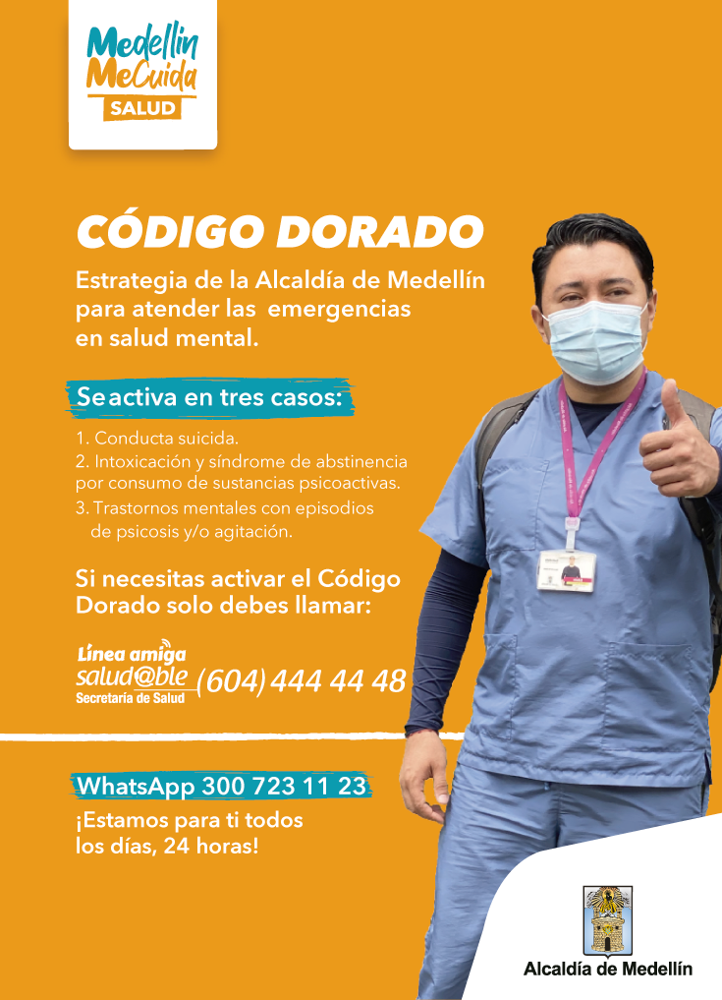 Medellín
Me Cuida
SALUD
CÓDIGO DORADO
Estrategia de la Alcaldía de Medellín
para atender las emergencias
en salud mental.
Se activa en tres casos:
1. Conducta suicida.
2. Intoxicación y síndrome de abstinencia
por consumo de sustancias psicoactivas.
3. Trastornos mentales con episodios
de psicosis y/o agitación.
Si necesitas activar el Código
Dorado solo debes llamar:
Línea amiga
salud@ble
Secretaría de Salud
(604) 444 44 48
WhatsApp 300 723 11 23
¡Estamos para ti todos
los días, 24 horas!
Alcaldía de Medellín